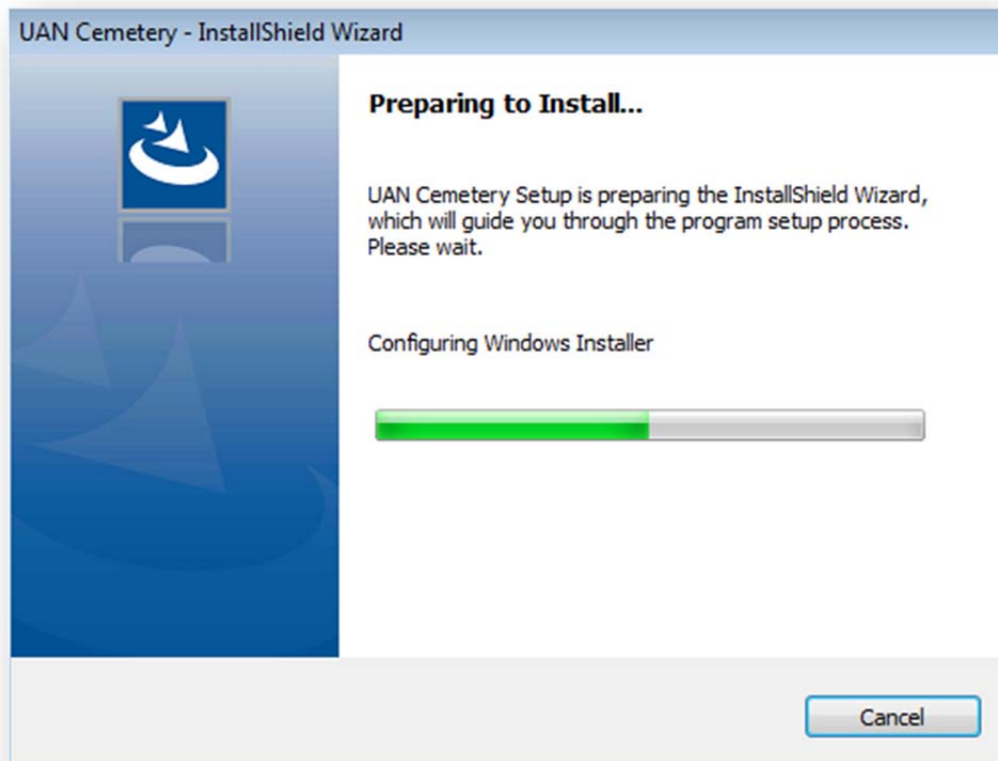 UAN Cemetery - InstallShield Wizard
Preparing to Install...
UAN Cemetery Setup is preparing the InstallShield Wizard,
which will guide you through the program setup process.
Please wait.
Configuring Windows Installer
Cancel